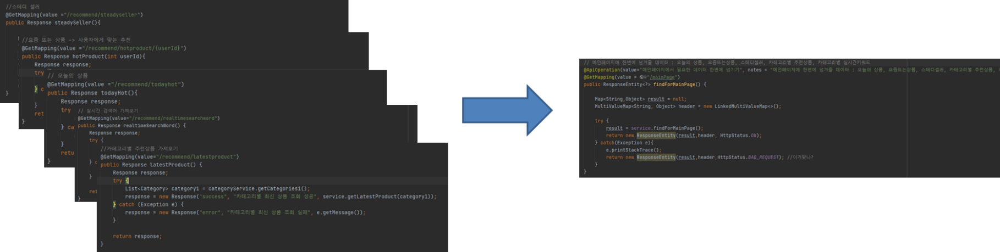 //스테디 셀러
@GetMapping(value ="/recommend/steadyseller")
public Response steadySeller(){
}
//요즘 뜨는 상품 -> 사용자에게 맞는 추천
@GetMapping(value ="/recommend/hotproduct/{userId}")
public Response hotProduct(int userId){
Response response;
try
} c
}
ret
}
// 오늘의 상품
@GetMapping(value ="/recommend/todayhot")
public Response todayHot(){
Response response;
try
} cat
}
retu
}
// 실시간 검색어 가져오기
@GetMapping(value="/recommend/realtimesearchword")
public Response realtimeSearchWord() {
Response response;
try {
} c
}
ret
}
//카테고리별 추천상품 가져오기
@GetMapping(value="/recommend/latestproduct")
public Response latestProduct() {
Response response;
try {
List<Category> category1 = categoryService.getCategories1();
response = new Response("success", "카테고리별 최신 상품 조회 성공", service.getLatestProduct(category1));
} catch (Exception e) {
response = new Response("error", "카테고리별 최신 상품 조회 실패", e.getMessage());
}
return response;
}
// 메인페이지에 한번에 넘겨줄 데이터 : 오늘의 상품, 요즘뜨는상품, 스테디셀러, 카테고리별 추천상품, 카테고리별 실시간키워드
@ApiOperation(value="메인페이지에서 필요한 데이터 한번에 넘기기", notes = "메인페이지에 한번에 넘겨줄 데이터 : 오늘의 상품, 요즘뜨는상품, 스테디셀러, 카테고리별 추천상품,
@GetMapping(value = "/mainPage")
public ResponseEntity<?> findForMainPage() {
Map<String,Object> result = null;
MultiValueMap<String, Object> header = new LinkedMultiValueMap<>();
try {
result = service.findForMainPage();
return new ResponseEntity(result,header, HttpStatus.OK);
} catch(Exception e){
e.printStackTrace();
return new ResponseEntity(result,header,HttpStatus.BAD_REQUEST); //이거맞나?
}
}